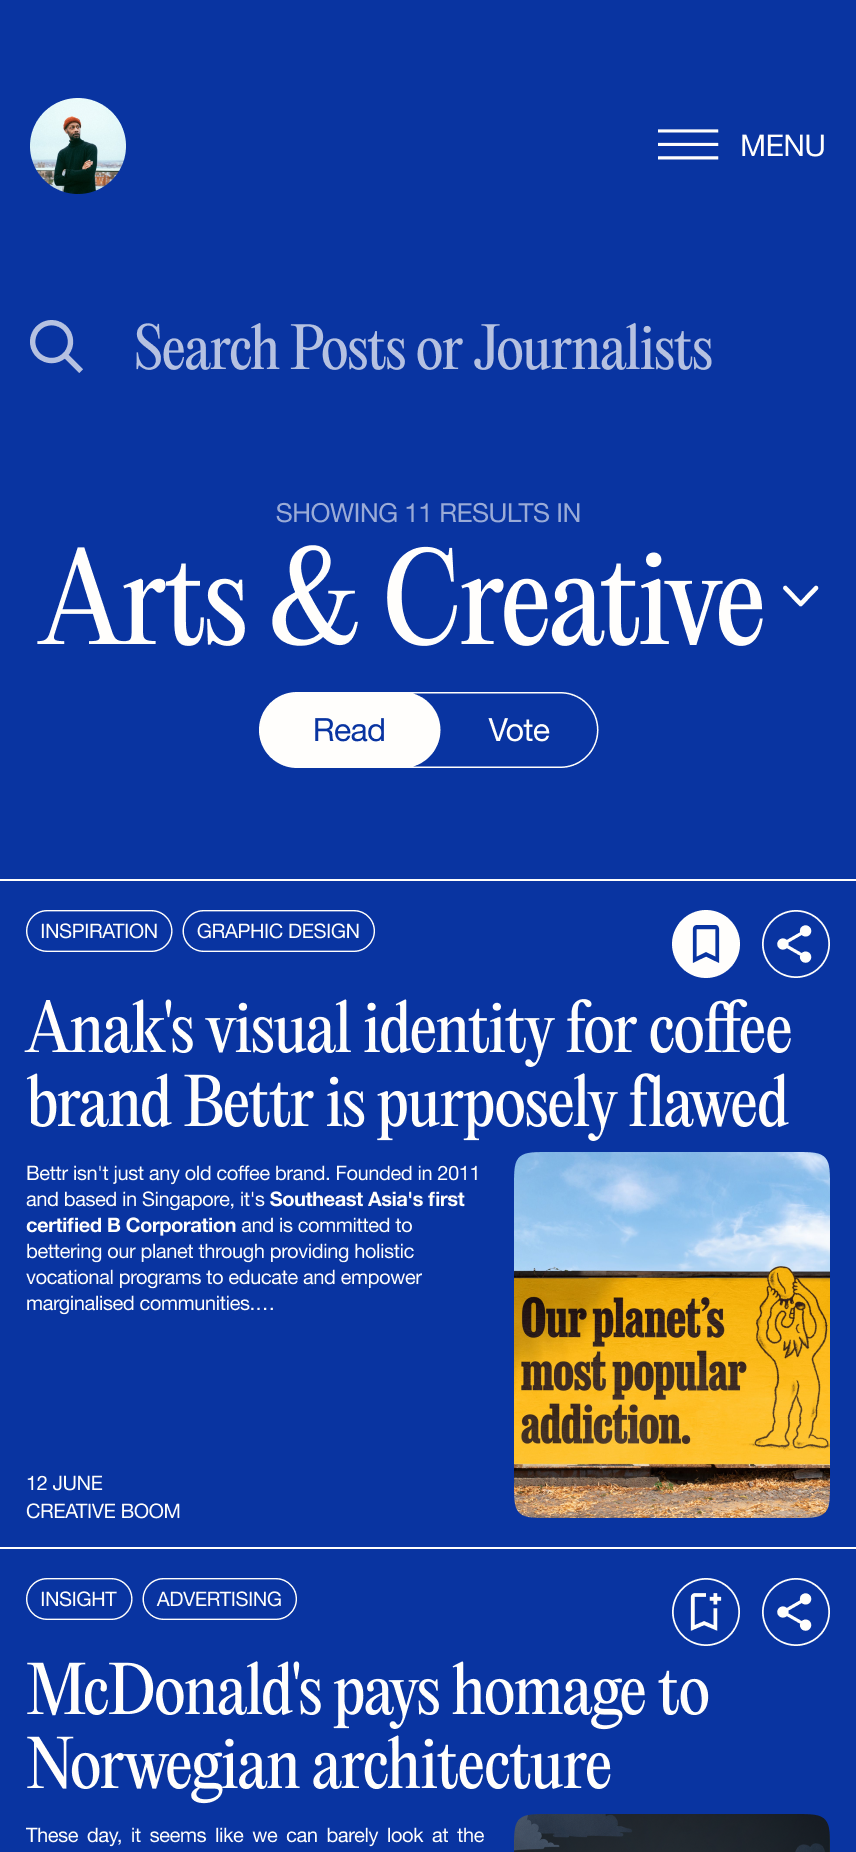 MENU
Search Posts or Journalists
SHOWING 11 RESULTS IN
Arts & Creative
Read
Vote
INSPIRATION
GRAPHIC DESIGN
Anak's visual identity for coffee
brand Bettr is purposely flawed
Bettr isn't just any old coffee brand. Founded in 2011
and based in Singapore, it's Southeast Asia's first
certified B Corporation and is committed to
bettering our planet through providing holistic
vocational programs to educate and empower
marginalised communities....
Our planet's
most popular
addiction.
12 JUNE
CREATIVE BOOM
INSIGHT
ADVERTISING
McDonald's pays homage to
Norwegian architecture
These day, it seems like we can barely look at the